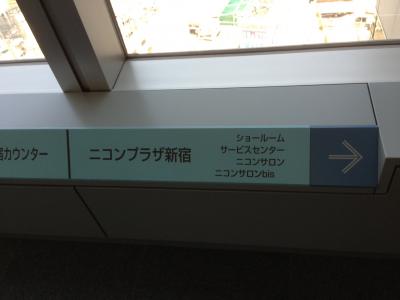 カウンター
ニコンプラザ新宿
ショールーム
サービスセンター
ニコンサロン
ニコンサロンbis